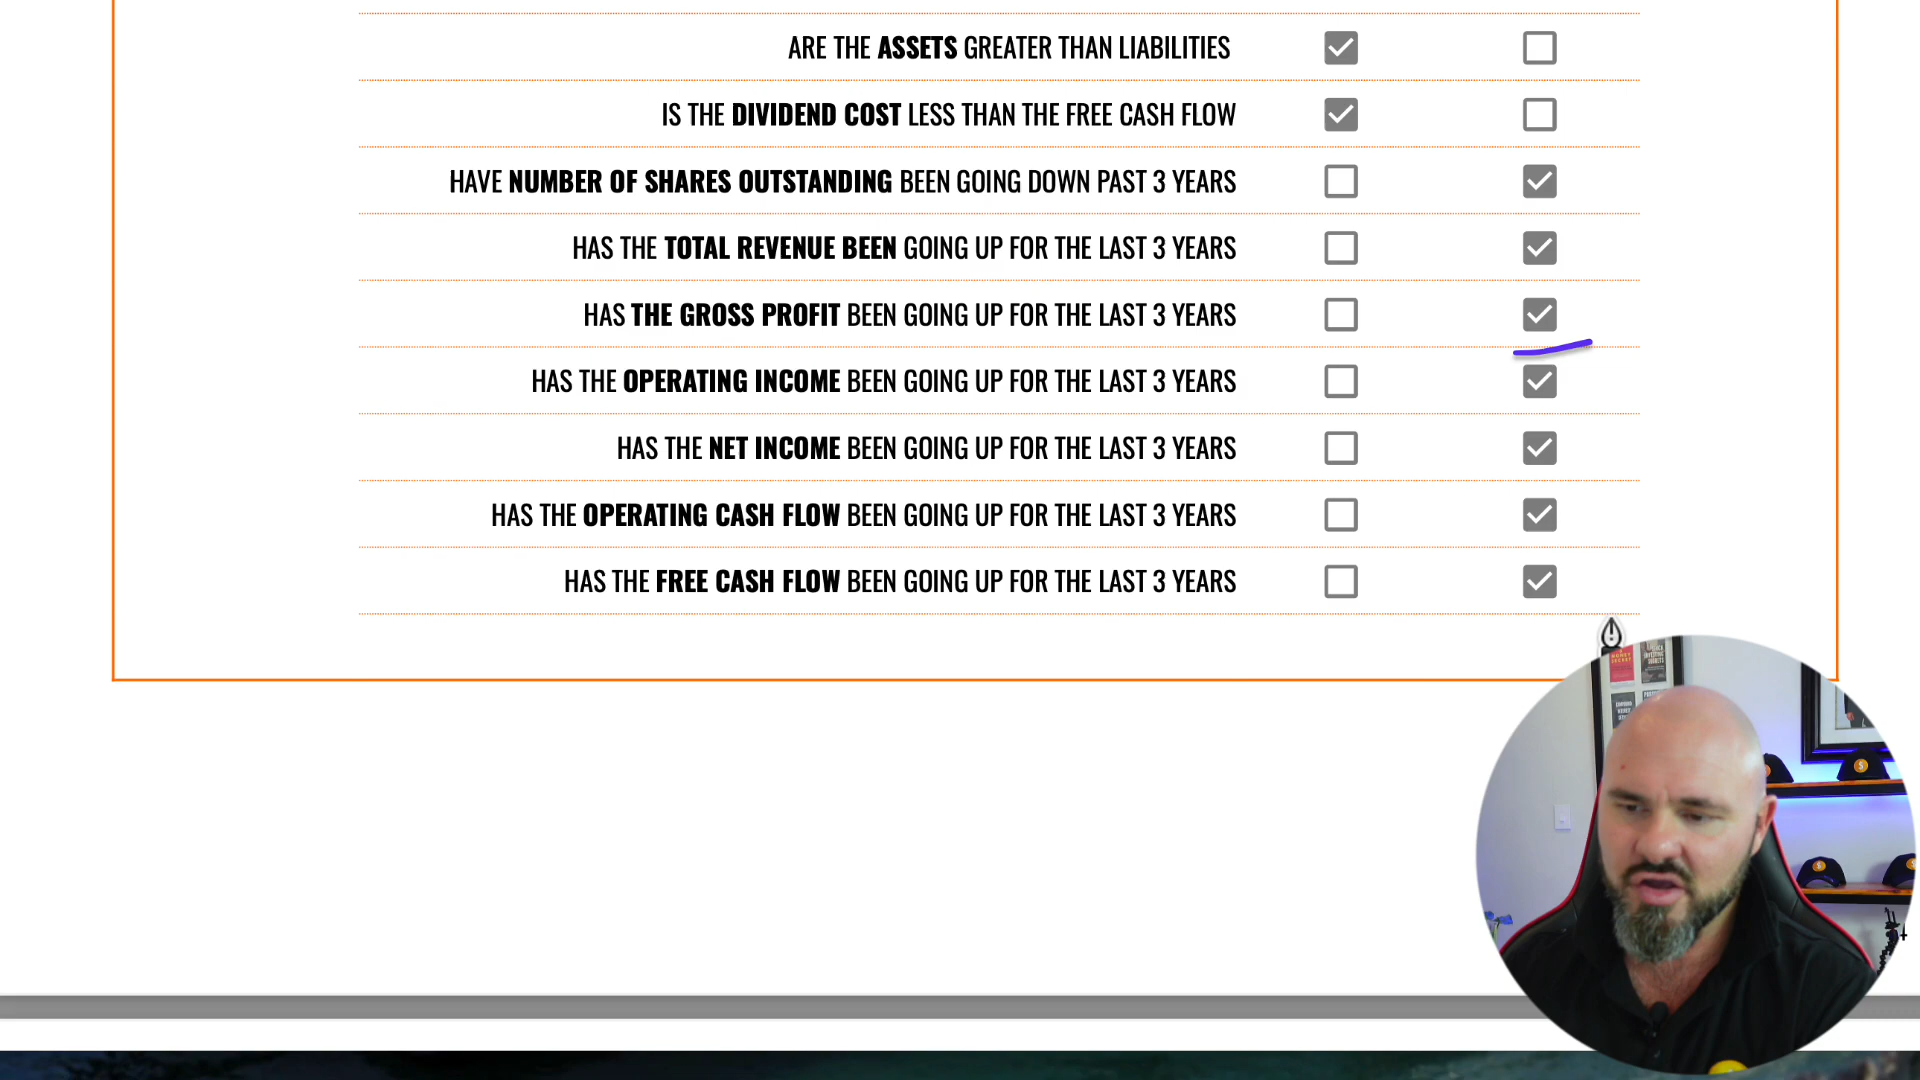 ARE THE ASSETS GREATER THAN LIABILITIES
IS THE DIVIDEND COST LESS THAN THE FREE CASH FLOW
HAVE NUMBER OF SHARES OUTSTANDING BEEN GOING DOWN PAST 3 YEARS
HAS THE TOTAL REVENUE BEEN GOING UP FOR THE LAST 3 YEARS
HAS THE GROSS PROFIT BEEN GOING UP FOR THE LAST 3 YEARS
HAS THE OPERATING INCOME BEEN GOING UP FOR THE LAST 3 YEARS
HAS THE NET INCOME BEEN GOING UP FOR THE LAST 3 YEARS
HAS THE OPERATING CASH FLOW BEEN GOING UP FOR THE LAST 3 YEARS
HAS THE FREE CASH FLOW BEEN GOING UP FOR THE LAST 3 YEARS